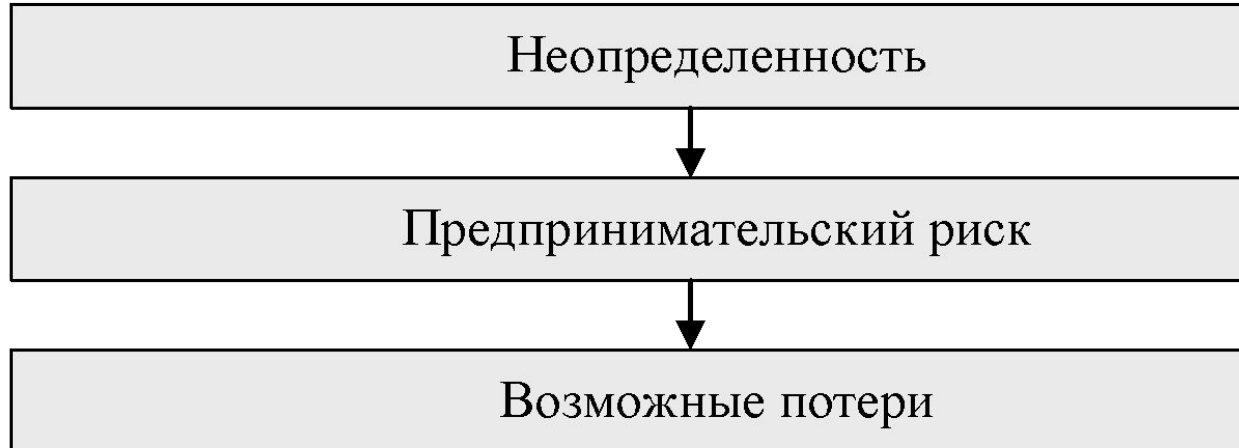 Неопределенность
Предпринимательский риск
Возможные потери